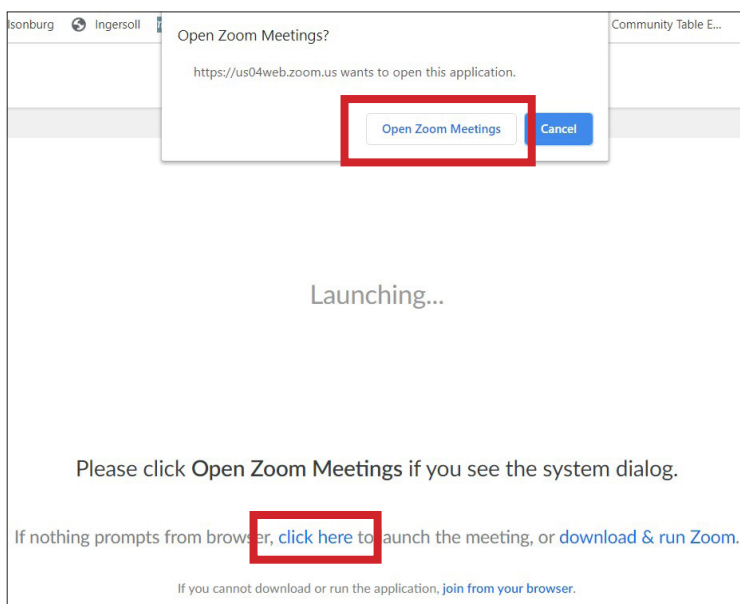 lsonburg Ingersoll Community Table E...
Open Zoom Meetings?
https://us04web.zoom.us wants to open this application.
Open Zoom Meetings Cancel
Launching...
Please click Open Zoom Meetings if you see the system dialog.
If nothing prompts from browser, click here to launch the meeting, or download & run Zoom.
If you cannot download or run the application, join from your browser.